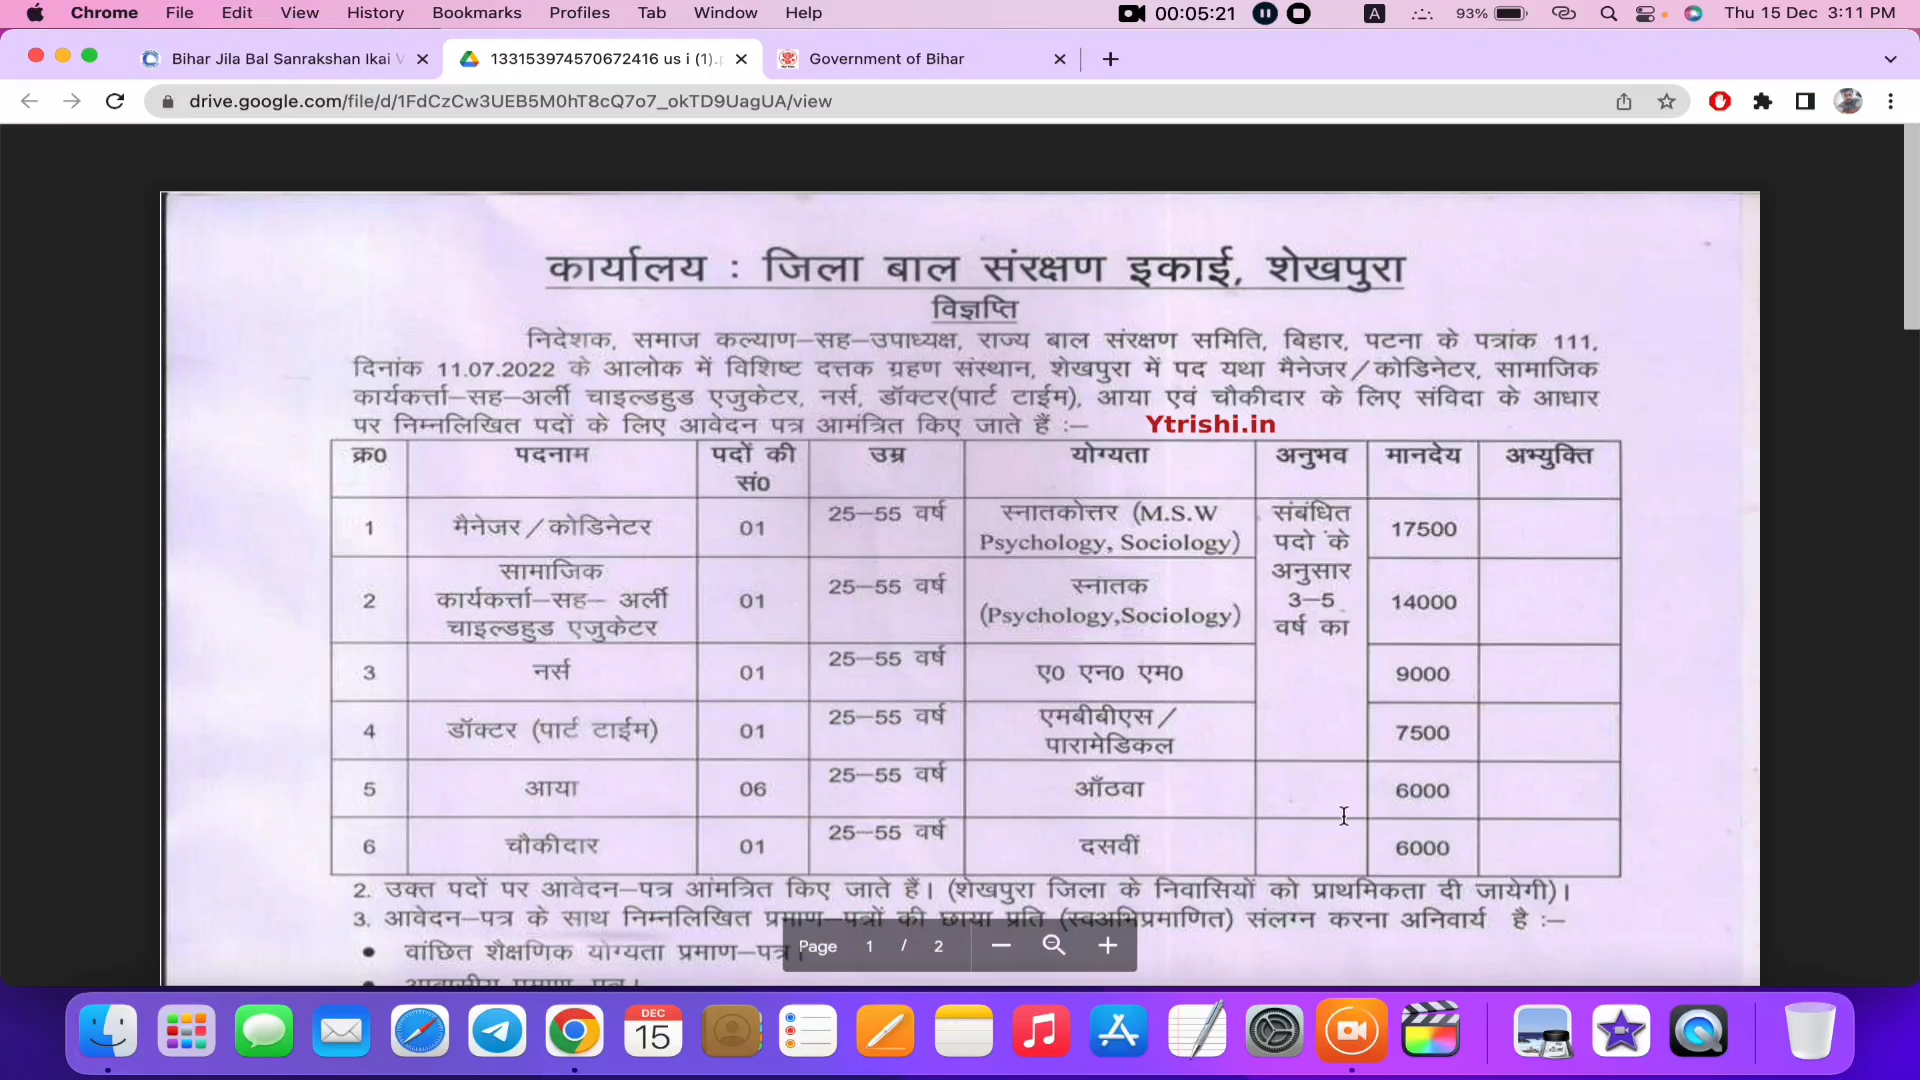 Chrome File Edit View History Bookmarks Profiles Tab Window Help 00:05:21 A 93% Thu 15 Dec 3:11 PM
Bihar Jila Bal Sanrakshan Ikai V 133153974570672416 us i (1).p Government of Bihar
drive.google.com/file/d/1FdCzCw3UEB5M0hT8cQ7o7_okTD9UagUA/view
कार्यालय : जिला बाल संरक्षण इकाई, शेखपुरा
विज्ञप्ति
निदेशक, समाज कल्याण–सह–उपाध्यक्ष, राज्य बाल संरक्षण समिति, बिहार, पटना के पत्रांक 111,
दिनांक 11.07.2022 के आलोक में विशिष्ट दत्तक ग्रहण संस्थान, शेखपुरा में पद यथा मैनेजर/कोडिनेटर, सामाजिक
कार्यकर्त्ता–सह–अर्ली चाइल्डहुड एजुकेटर, नर्स, डॉक्टर(पार्ट टाईम), आया एवं चौकीदार के लिए संविदा के आधार
पर निम्नलिखित पदों के लिए आवेदन पत्र आमंत्रित किए जाते हैं :– Ytrishi.in
क्र0 पदनाम पदों की सं0 उम्र योग्यता अनुभव मानदेय अभ्युक्ति
1 मैनेजर/कोडिनेटर 01 25–55 वर्ष स्नातकोत्तर (M.S.W Psychology, Sociology) संबंधित पदो के अनुसार 3–5 वर्ष का 17500
2 सामाजिक कार्यकर्त्ता–सह– अर्ली चाइल्डहुड एजुकेटर 01 25–55 वर्ष स्नातक (Psychology,Sociology) 14000
3 नर्स 01 25–55 वर्ष ए0 एन0 एम0 9000
4 डॉक्टर (पार्ट टाईम) 01 25–55 वर्ष एमबीबीएस/ पारामेडिकल 7500
5 आया 06 25–55 वर्ष आँठवा 6000
6 चौकीदार 01 25–55 वर्ष दसवीं 6000
2. उक्त पदों पर आवेदन–पत्र आंमत्रित किए जाते हैं। (शेखपुरा जिला के निवासियों को प्राथमिकता दी जायेगी)।
3. आवेदन–पत्र के साथ निम्नलिखित प्रमाण–पत्रों की छाया प्रति (स्वअभिप्रमाणित) संलग्न करना अनिवार्य है :–
• वांछित शैक्षणिक योग्यता प्रमाण–पत्र।
Page 1 / 2
DEC
15